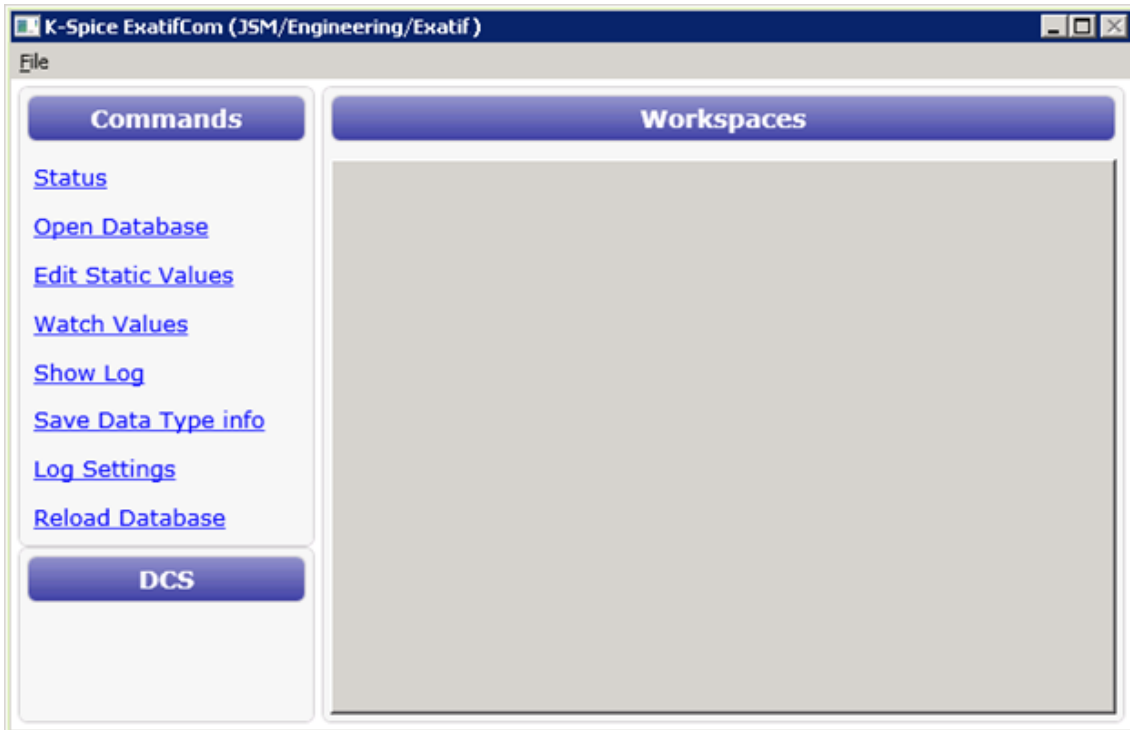 K-Spice ExatifCom (JSM/Engineering/Exatif)
File
Commands
Status
Open Database
Edit Static Values
Watch Values
Show Log
Save Data Type info
Log Settings
Reload Database
DCS
Workspaces